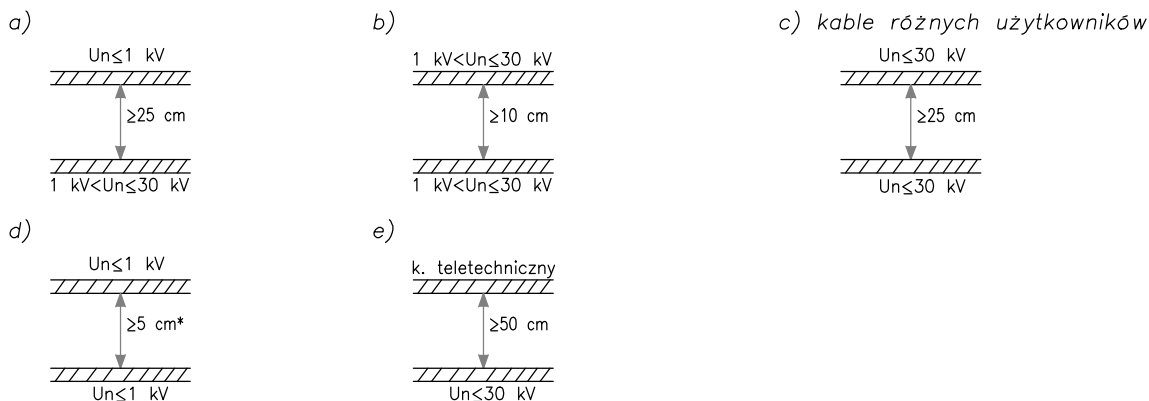 a)
Un≤1 kV
≥25 cm
1 kV<Un≤30 kV
b)
1 kV<Un≤30 kV
≥10 cm
1 kV<Un≤30 kV
c) kable różnych użytkowników
Un≤30 kV
≥25 cm
Un≤30 kV
d)
Un≤1 kV
≥5 cm*
Un≤1 kV
e)
k. teletechniczny
≥50 cm
Un<30 kV